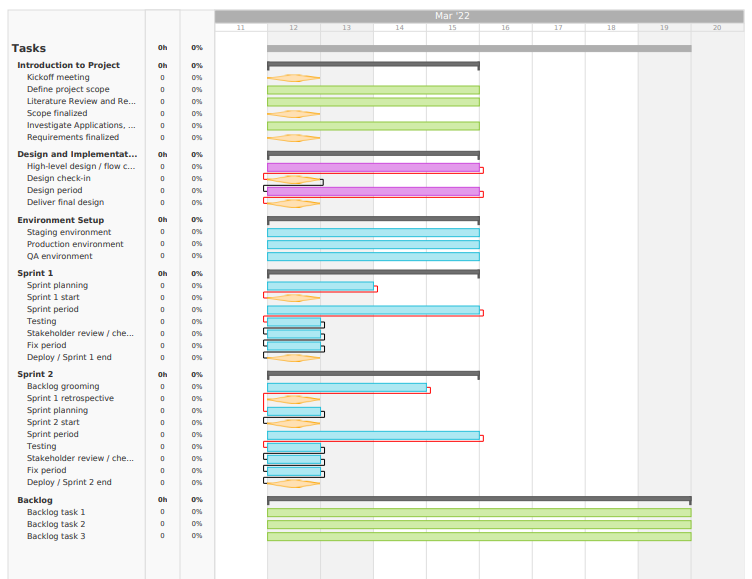 Mar '22
11 12 13 14 15 16 17 18 19 20
Tasks 0h 0%
Introduction to Project 0h 0%
Kickoff meeting 0 0%
Define project scope 0 0%
Literature Review and Re... 0 0%
Scope finalized 0 0%
Investigate Applications, ... 0 0%
Requirements finalized 0 0%
Design and Implementat... 0h 0%
High-level design / flow c... 0 0%
Design check-in 0 0%
Design period 0 0%
Deliver final design 0 0%
Environment Setup 0h 0%
Staging environment 0 0%
Production environment 0 0%
QA environment 0 0%
Sprint 1 0h 0%
Sprint planning 0 0%
Sprint 1 start 0 0%
Sprint period 0 0%
Testing 0 0%
Stakeholder review / che... 0 0%
Fix period 0 0%
Deploy / Sprint 1 end 0 0%
Sprint 2 0h 0%
Backlog grooming 0 0%
Sprint 1 retrospective 0 0%
Sprint planning 0 0%
Sprint 2 start 0 0%
Sprint period 0 0%
Testing 0 0%
Stakeholder review / che... 0 0%
Fix period 0 0%
Deploy / Sprint 2 end 0 0%
Backlog 0h 0%
Backlog task 1 0 0%
Backlog task 2 0 0%
Backlog task 3 0 0%